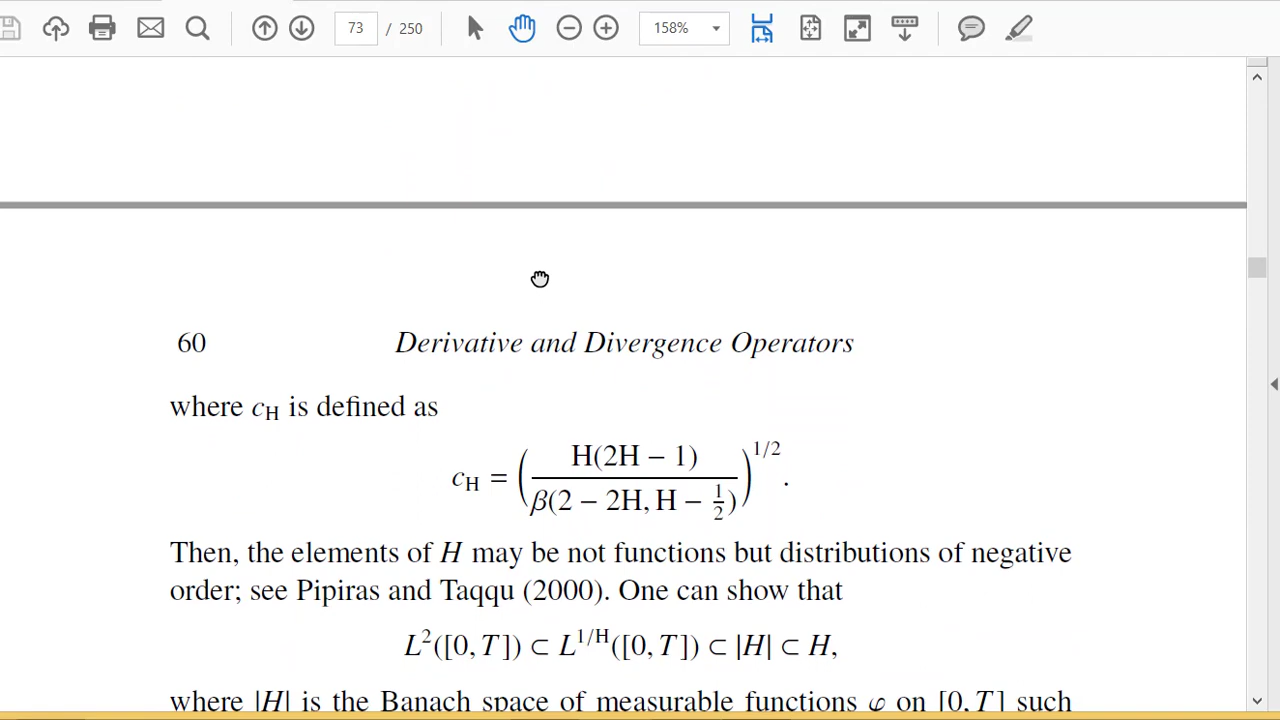 73 / 250 158%
60 Derivative and Divergence Operators
where c_H is defined as
c_H = ( H(2H − 1) / β(2 − 2H, H − 1/2) )^{1/2}.
Then, the elements of H may be not functions but distributions of negative
order; see Pipiras and Taqqu (2000). One can show that
L²([0, T]) ⊂ L^{1/H}([0, T]) ⊂ |H| ⊂ H,
where |H| is the Banach space of measurable functions φ on [0, T] such